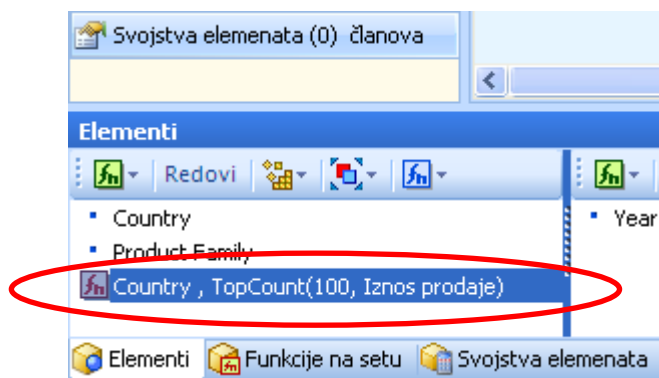 Svojstva elemenata (0) članova
Elementi
Redovi
Country
Year
Product Family
Country , TopCount(100, Iznos prodaje)
Elementi Funkcije na setu Svojstva elemenata